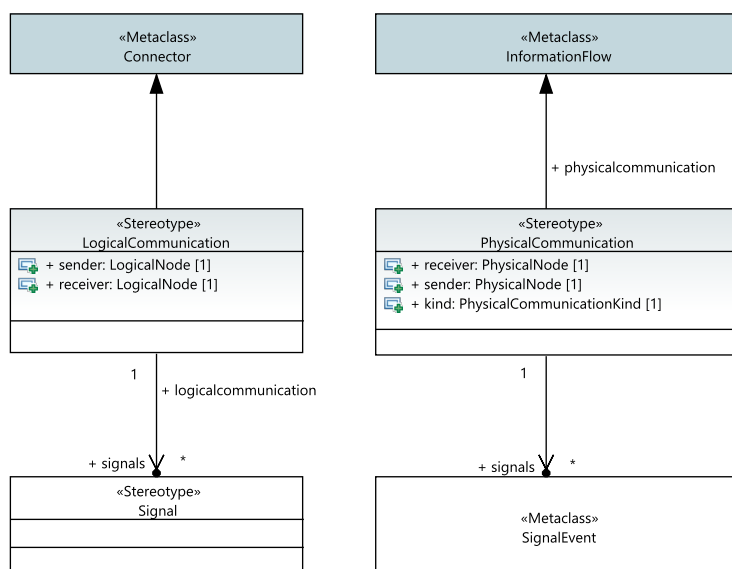 «Metaclass»
Connector
«Metaclass»
InformationFlow
+ physicalcommunication
«Stereotype»
LogicalCommunication
+ sender: LogicalNode [1]
+ receiver: LogicalNode [1]
«Stereotype»
PhysicalCommunication
+ receiver: PhysicalNode [1]
+ sender: PhysicalNode [1]
+ kind: PhysicalCommunicationKind [1]
1
+ logicalcommunication
+ signals
*
1
+ signals
*
«Stereotype»
Signal
«Metaclass»
SignalEvent